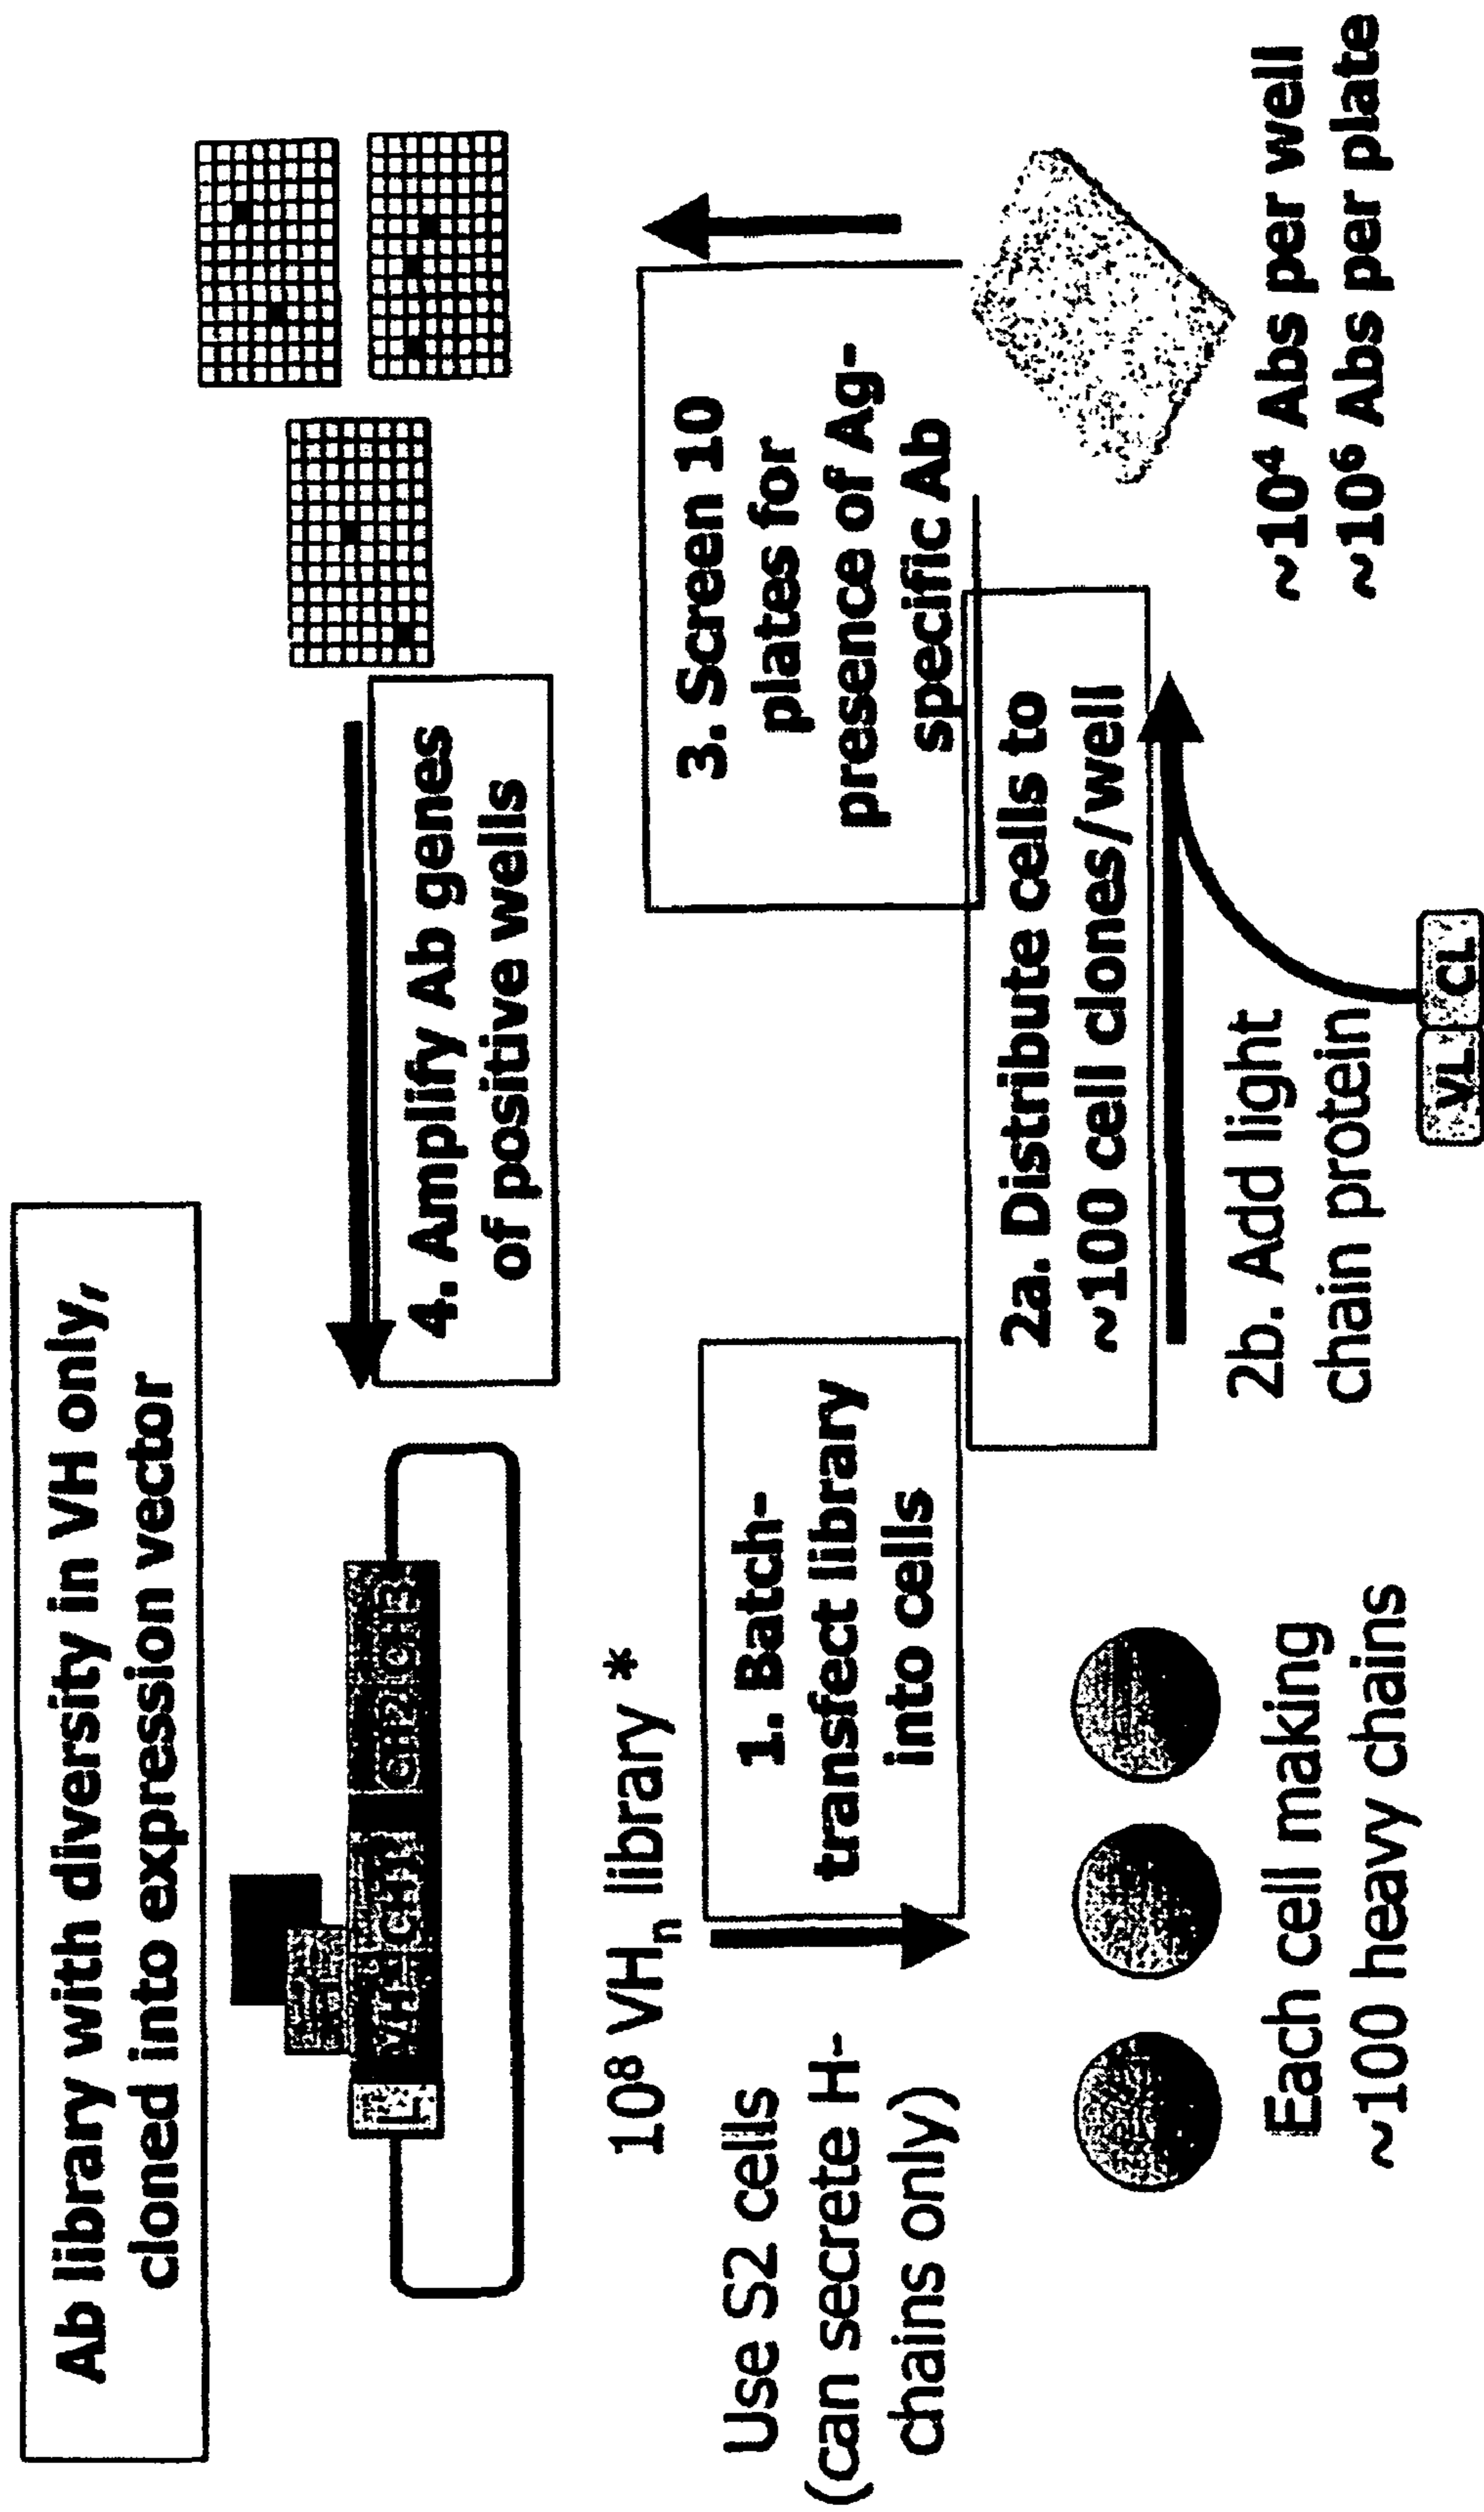 Ab library with diversity in VH only,
cloned into expression vector
L
VH
CH1
CH2
CH3
10⁸ VHₙ library *
Use S2 cells
(can secrete H-
chains only)
1. Batch-
transfect library
into cells
Each cell making
~100 heavy chains
2a. Distribute cells to
~100 cell clones/well
2b. Add light
chain protein
VL CL
~10⁴ Abs per well
~10⁶ Abs per plate
3. Screen 10
plates for
presence of Ag-
specific Ab
4. Amplify Ab genes
of positive wells